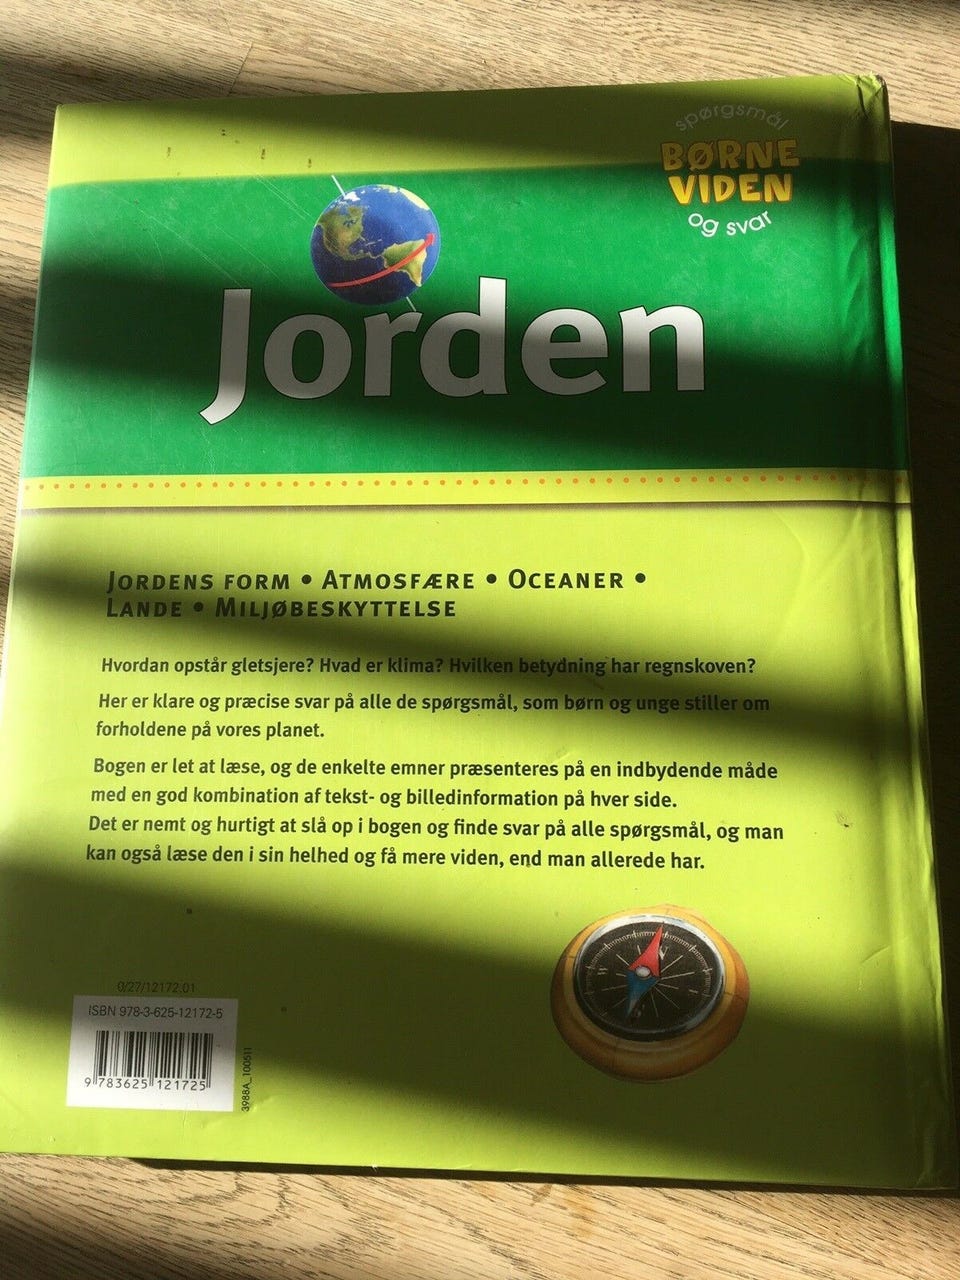 spørgsmål
BØRNE
VIDEN
og svar
Jorden
JORDENS FORM • ATMOSFÆRE • OCEANER •
LANDE • MILJØBESKYTTELSE
Hvordan opstår gletsjere? Hvad er klima? Hvilken betydning har regnskoven?
Her er klare og præcise svar på alle de spørgsmål, som børn og unge stiller om
forholdene på vores planet.
Bogen er let at læse, og de enkelte emner præsenteres på en indbydende måde
med en god kombination af tekst- og billedinformation på hver side.
Det er nemt og hurtigt at slå op i bogen og finde svar på alle spørgsmål, og man
kan også læse den i sin helhed og få mere viden, end man allerede har.
0/27/12172.01
ISBN 978-3-625-12172-5
9 783625 121725
3988A_100511